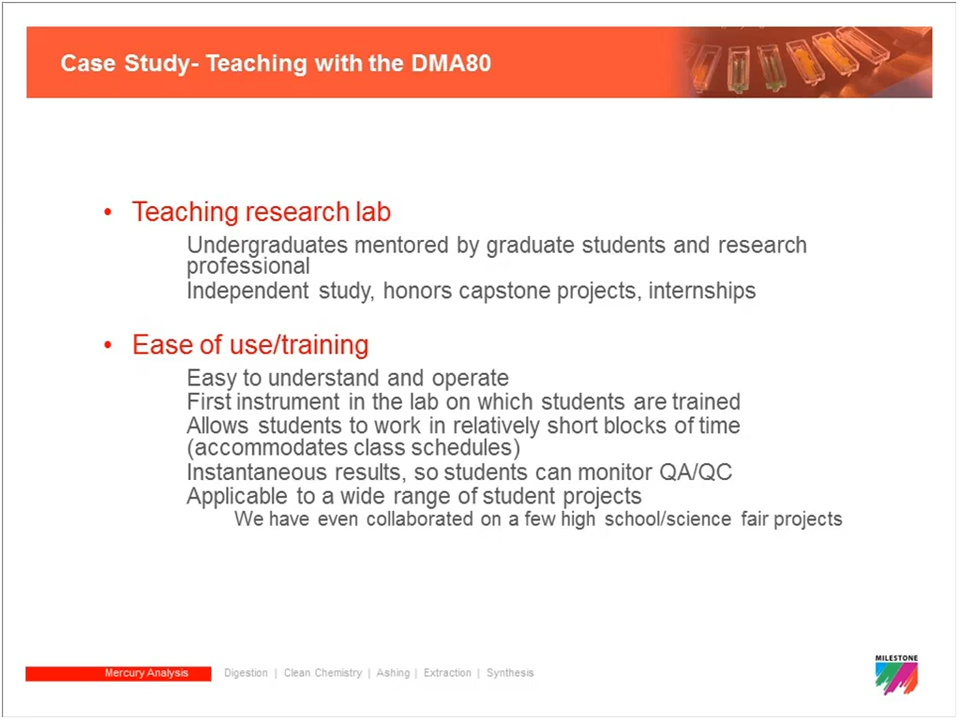 Case Study- Teaching with the DMA80
• Teaching research lab
Undergraduates mentored by graduate students and research
professional
Independent study, honors capstone projects, internships
• Ease of use/training
Easy to understand and operate
First instrument in the lab on which students are trained
Allows students to work in relatively short blocks of time
(accommodates class schedules)
Instantaneous results, so students can monitor QA/QC
Applicable to a wide range of student projects
We have even collaborated on a few high school/science fair projects
Mercury Analysis Digestion | Clean Chemistry | Ashing | Extraction | Synthesis
MILESTONE